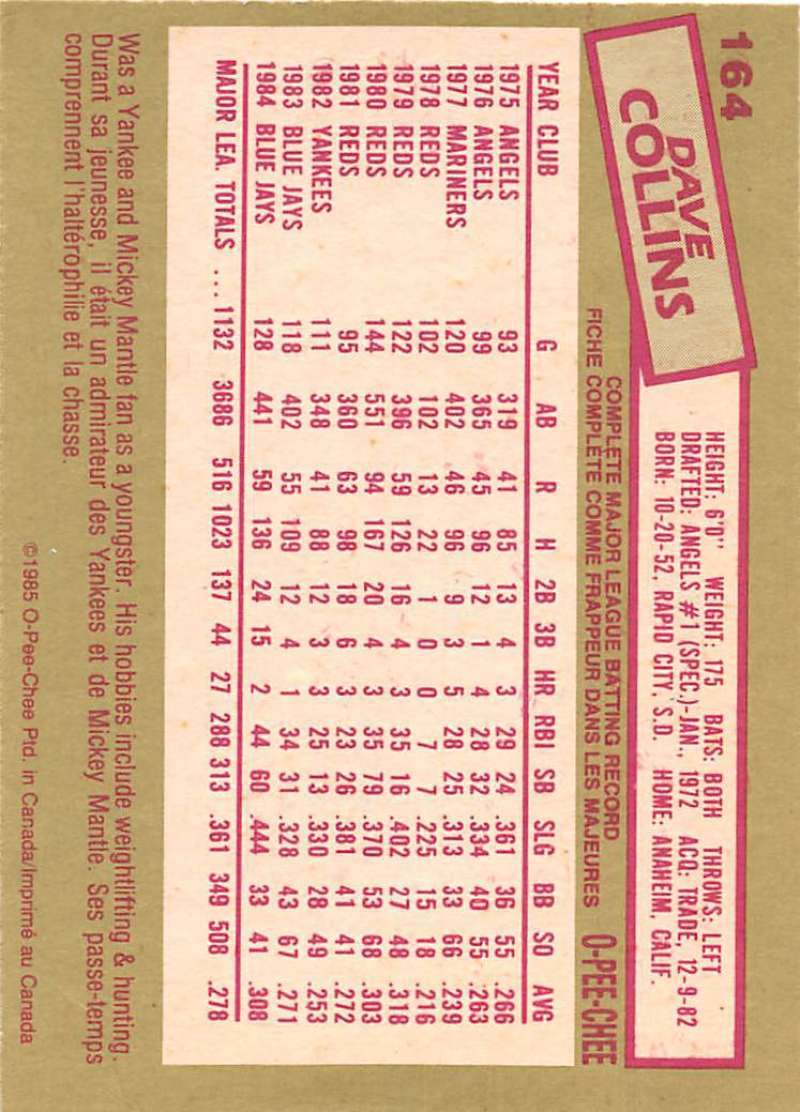 164
DAVE
COLLINS
HEIGHT: 6'0" WEIGHT: 175 BATS: BOTH THROWS: LEFT
DRAFTED: ANGELS #1 (SPEC.)-JAN., 1972 ACQ: TRADE, 12-9-82
BORN: 10-20-52, RAPID CITY, S.D. HOME: ANAHEIM, CALIF.
COMPLETE MAJOR LEAGUE BATTING RECORD
FICHE COMPLÈTE COMME FRAPPEUR DANS LES MAJEURES O-PEE-CHEE
YEAR CLUB G AB R H 2B 3B HR RBI SB SLG BB SO AVG
1975 ANGELS 93 319 41 85 13 4 3 29 24 .361 36 55 .266
1976 ANGELS 99 365 45 96 12 1 4 28 32 .334 40 55 .263
1977 MARINERS 120 402 46 96 9 3 5 28 25 .313 33 66 .239
1978 REDS 102 102 13 22 1 0 0 7 7 .225 15 18 .216
1979 REDS 122 396 59 126 16 4 3 35 16 .402 27 48 .318
1980 REDS 144 551 94 167 20 4 3 35 79 .370 53 68 .303
1981 REDS 95 360 63 98 18 6 3 23 26 .381 41 41 .272
1982 YANKEES 111 348 41 88 12 3 3 25 13 .330 28 49 .253
1983 BLUE JAYS 118 402 55 109 12 4 1 34 31 .328 43 67 .271
1984 BLUE JAYS 128 441 59 136 24 15 2 44 60 .444 33 41 .308
MAJOR LEA. TOTALS ... 1132 3686 516 1023 137 44 27 288 313 .361 349 508 .278
Was a Yankee and Mickey Mantle fan as a youngster. His hobbies include weightlifting & hunting.
Durant sa jeunesse, il était un admirateur des Yankees et de Mickey Mantle. Ses passe-temps
comprennent l'haltérophilie et la chasse.
©1985 O-Pee-Chee Ptd. in Canada/Imprimé au Canada